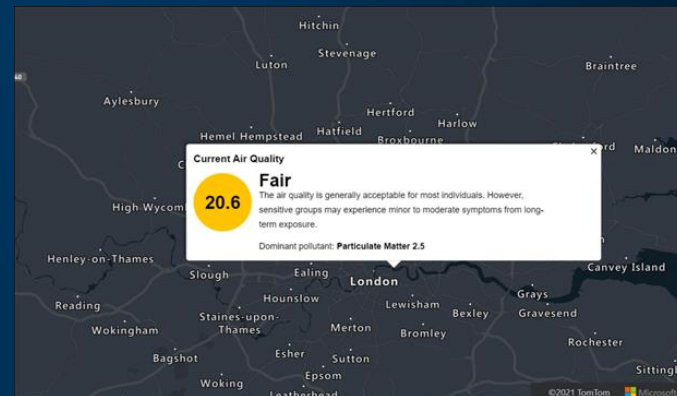 Hitchin
Stevenage
Luton
Braintree
Aylesbury
Hertford
Harlow
Hemel Hempstead
Hatfield
Broxbourne
Maldon
Current Air Quality
×
Fair
20.6
The air quality is generally acceptable for most individuals. However,
sensitive groups may experience minor to moderate symptoms from long-
term exposure.
Dominant pollutant: Particulate Matter 2.5
High Wycom
Henley-on-Thames
Slough
Ealing
London
Canvey Island
Reading
Hounslow
Lewisham
Grays
Staines-upon-
Thames
Bexley
Gravesend
Wokingham
Merton
Bromley
Rochester
Bagshot
Esher
Sutton
Sitting
Epsom
Woking
Leatherhead
©2021 TomTom
Microsoft